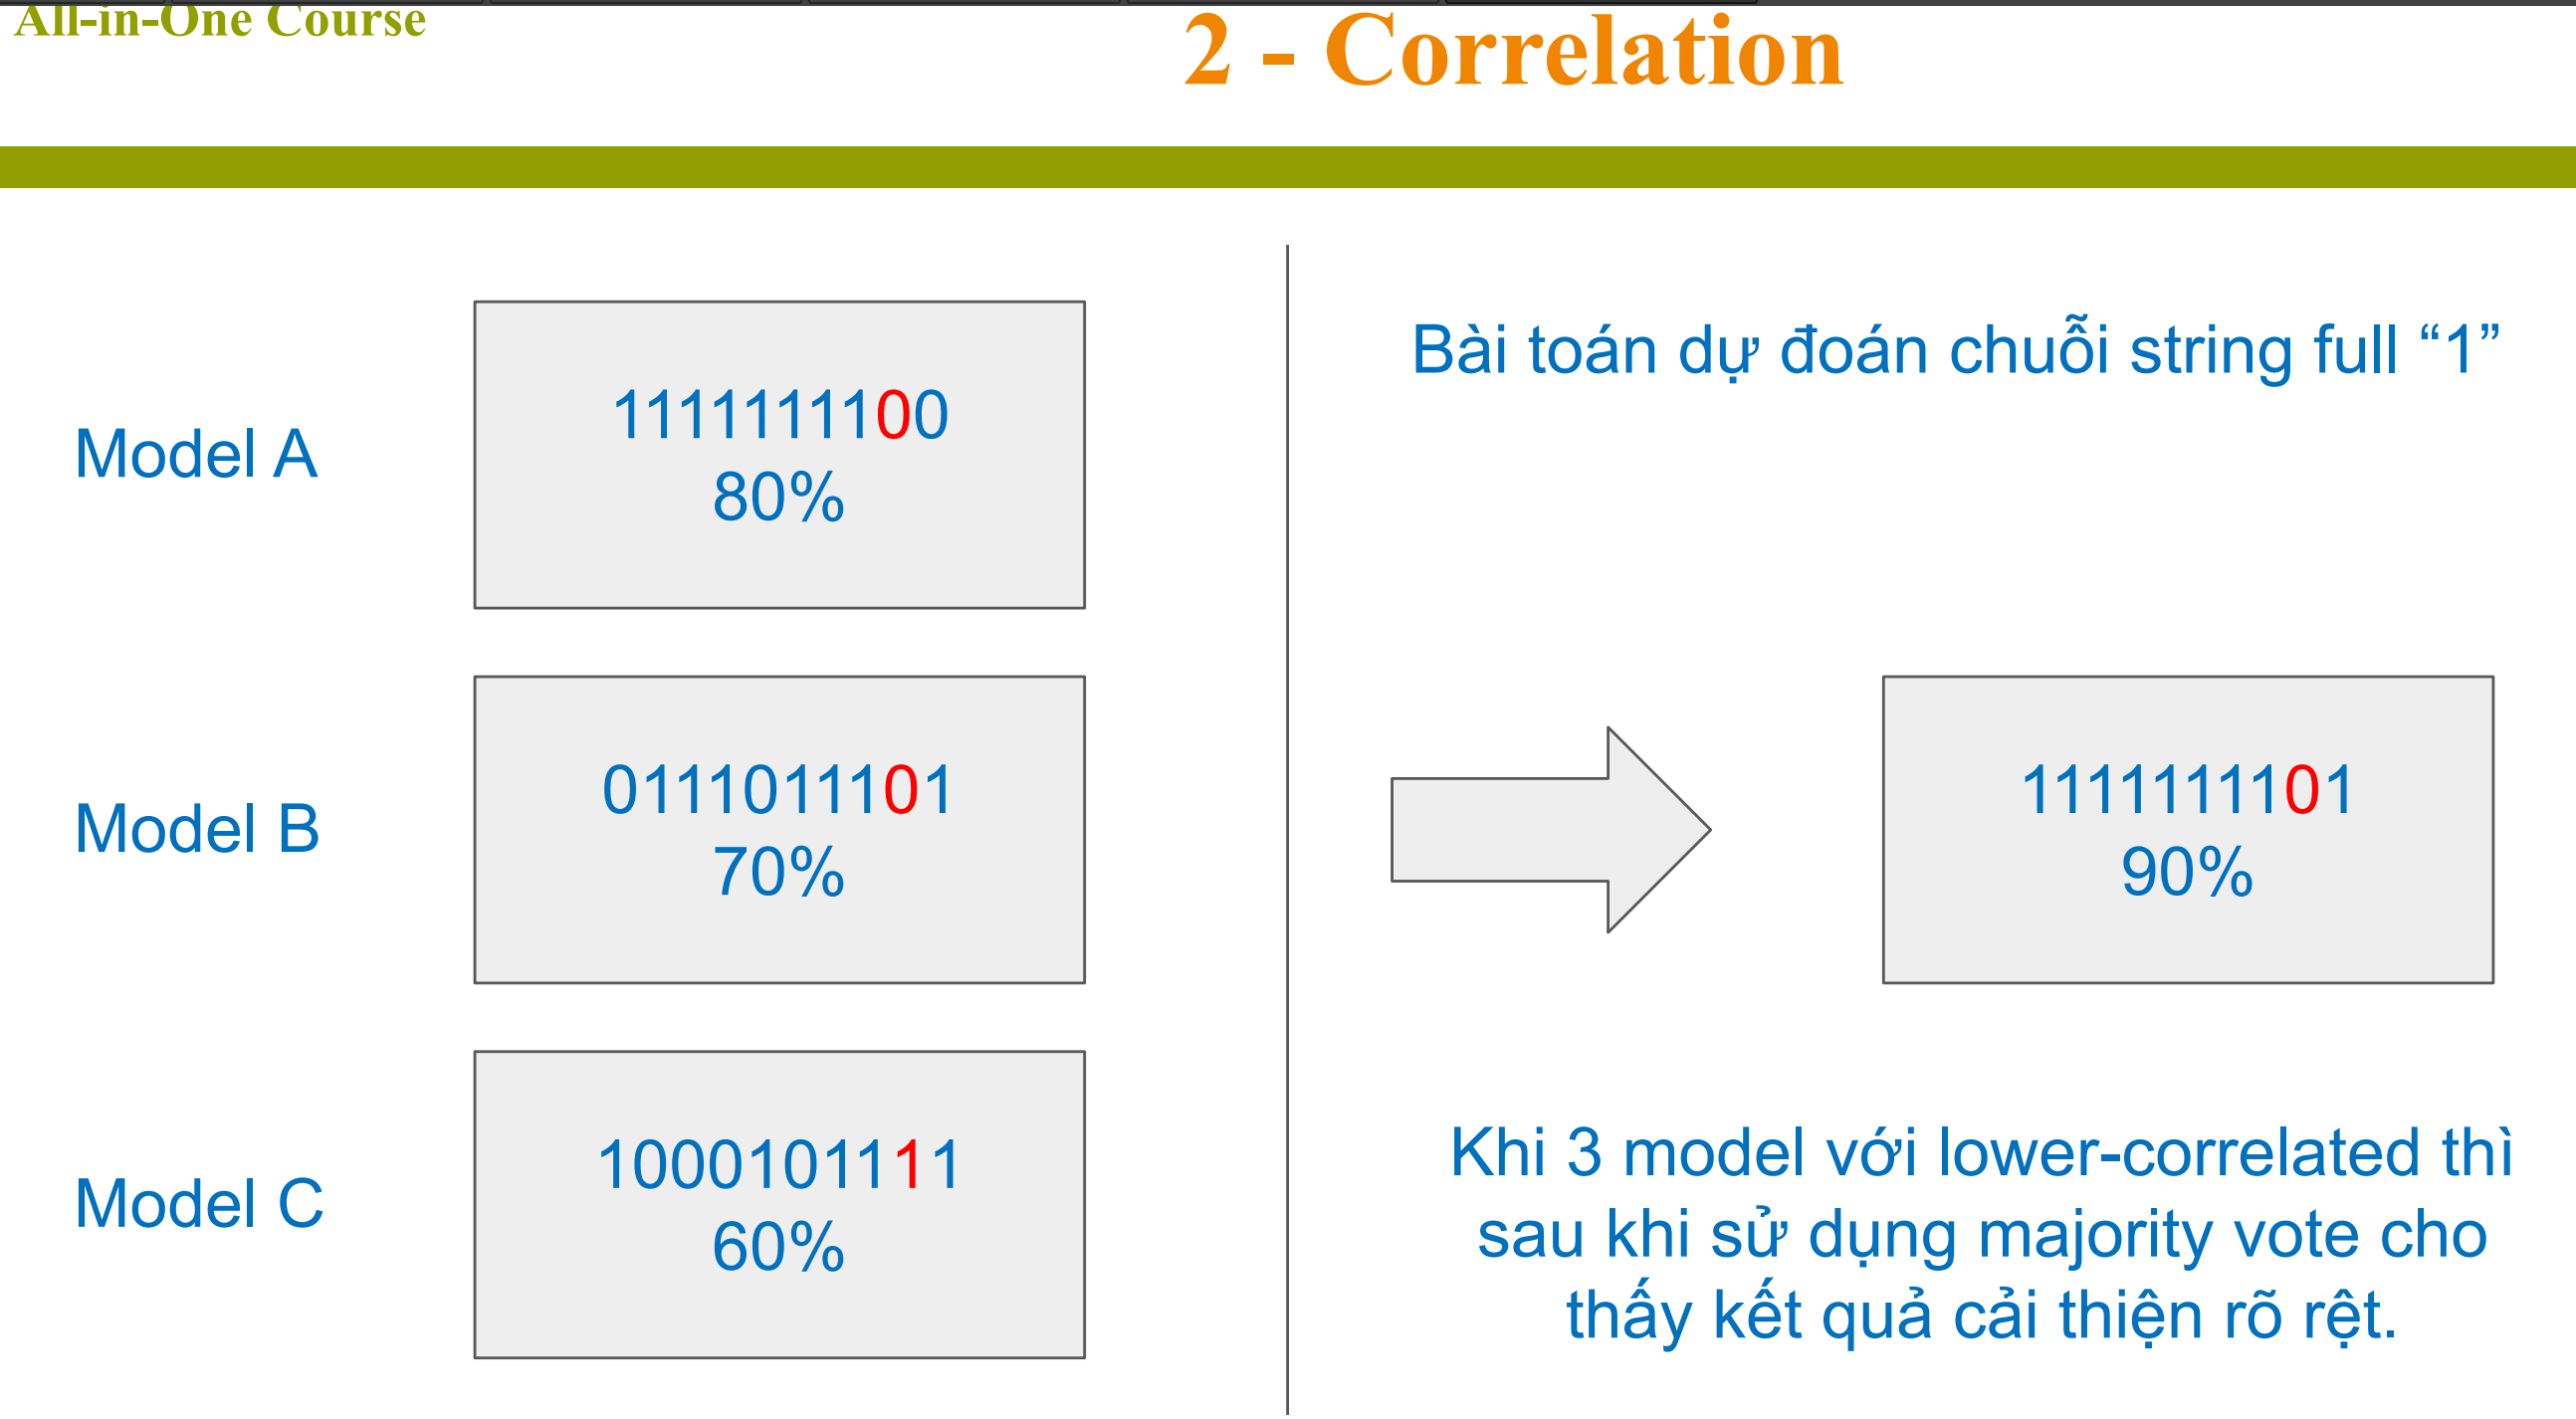 All-in-One Course
2 - Correlation
Model A
1111111100
80%
Model B
0111011101
70%
Model C
1000101111
60%
Bài toán dự đoán chuỗi string full “1”
1111111101
90%
Khi 3 model với lower-correlated thì
sau khi sử dụng majority vote cho
thấy kết quả cải thiện rõ rệt.